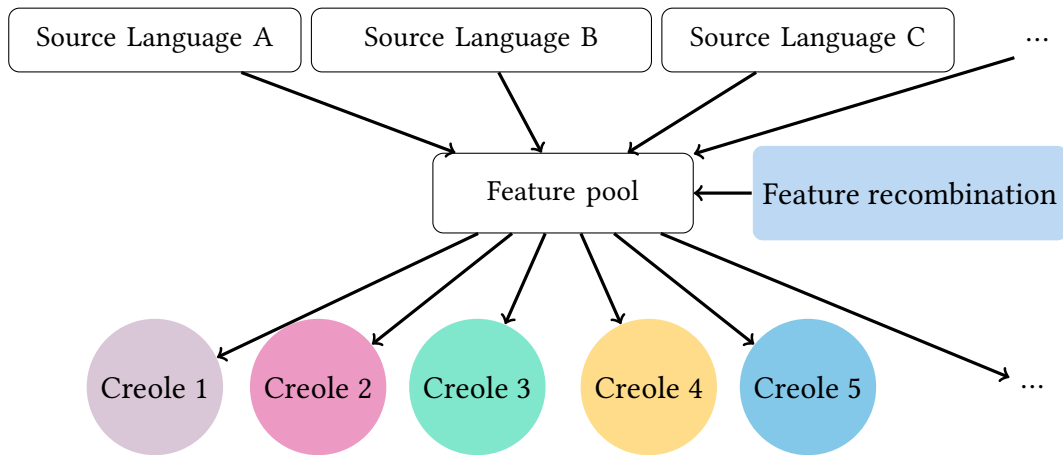 Source Language A
Source Language B
Source Language C
...
Feature pool
Feature recombination
Creole 1
Creole 2
Creole 3
Creole 4
Creole 5
...